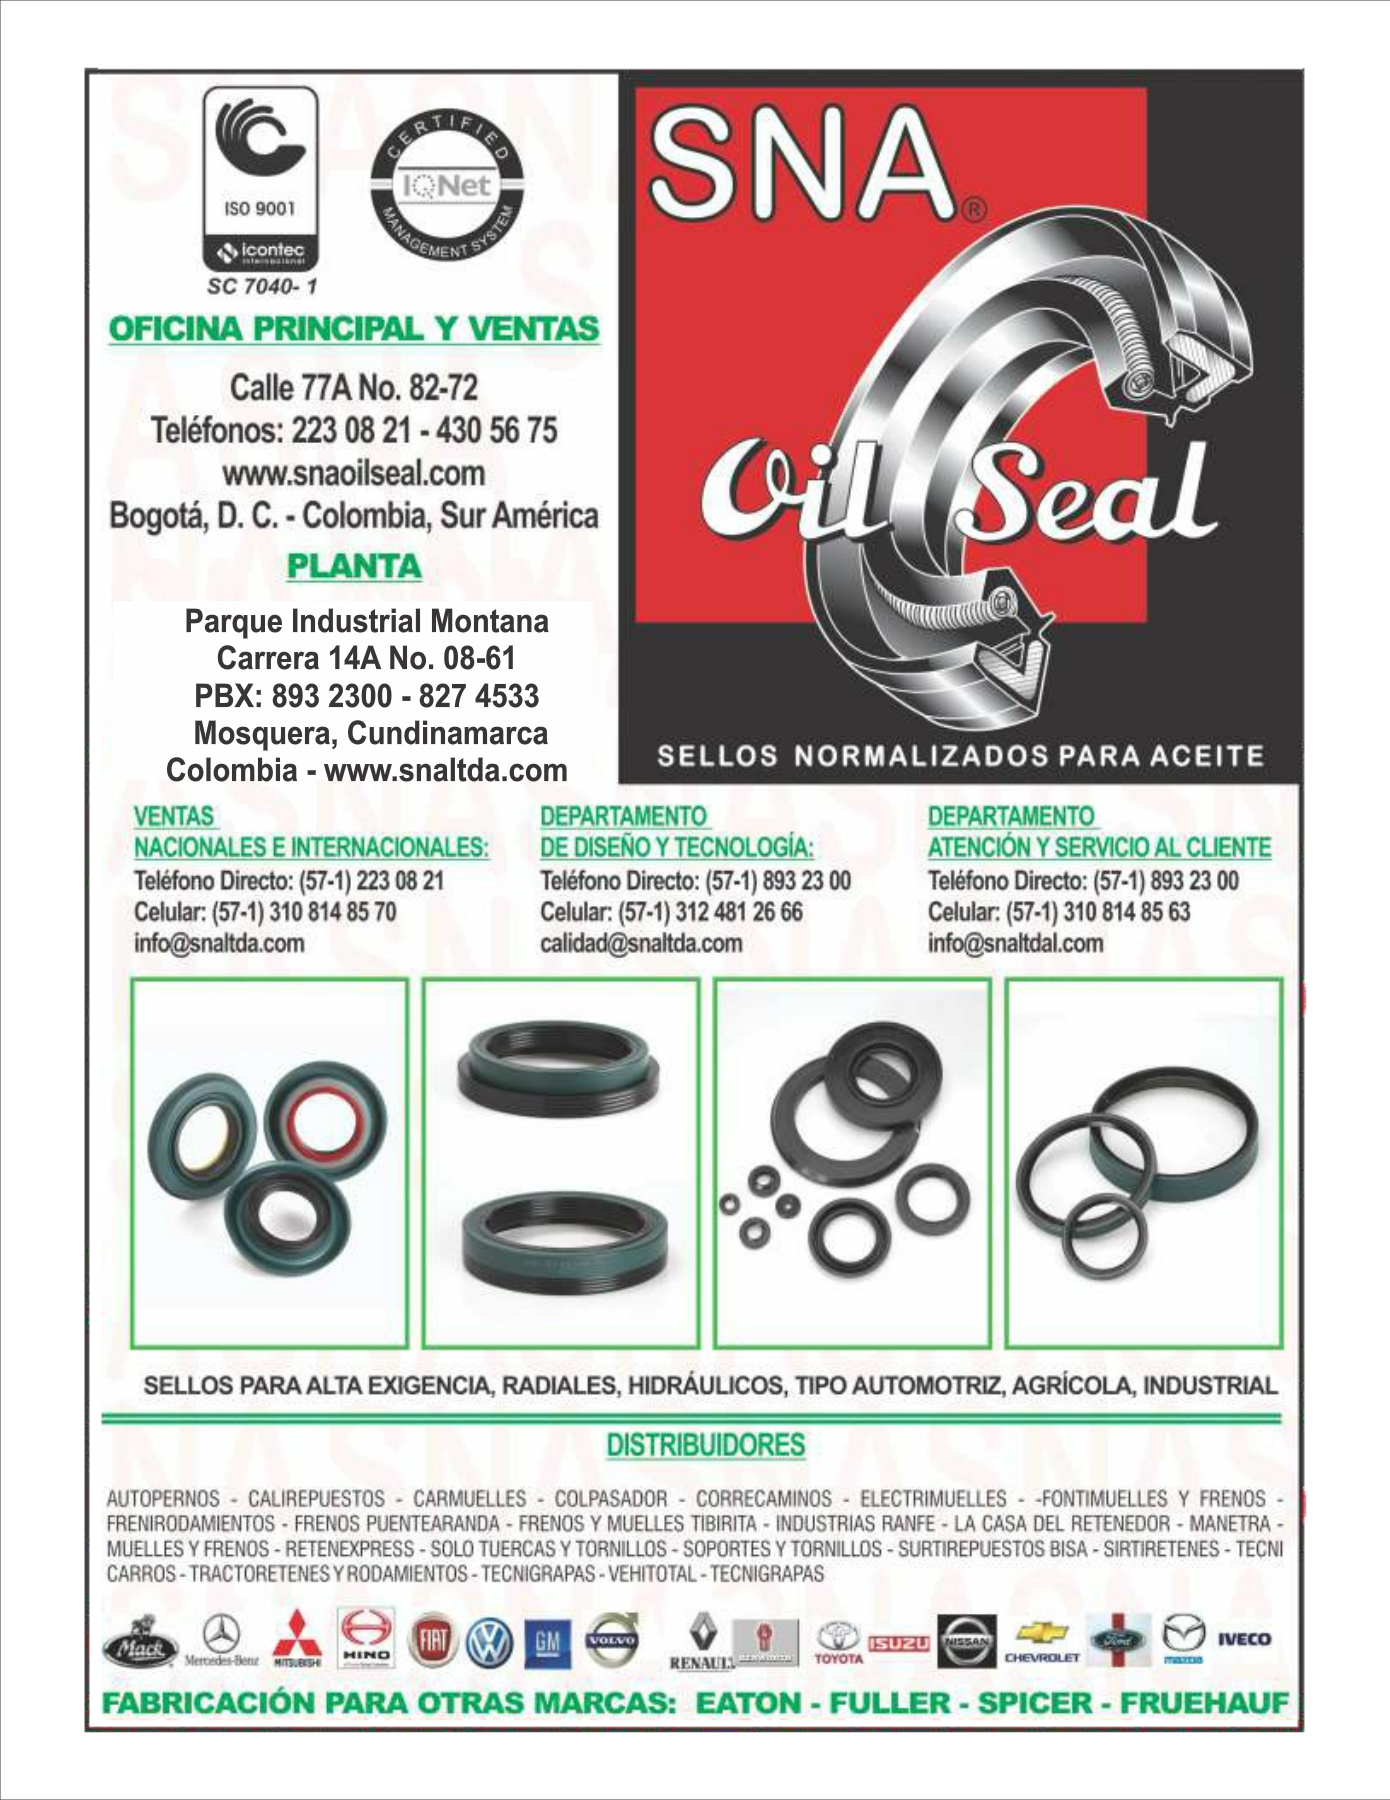 ISO 9001
icontec
internacional
SC 7040- 1
CERTIFIED
IQNet
MANAGEMENT SYSTEM
SNA®
Oil Seal
SELLOS NORMALIZADOS PARA ACEITE
OFICINA PRINCIPAL Y VENTAS
Calle 77A No. 82-72
Teléfonos: 223 08 21 - 430 56 75
www.snaoilseal.com
Bogotá, D. C. - Colombia, Sur América
PLANTA
Parque Industrial Montana
Carrera 14A No. 08-61
PBX: 893 2300 - 827 4533
Mosquera, Cundinamarca
Colombia - www.snaltda.com
VENTAS
NACIONALES E INTERNACIONALES:
Teléfono Directo: (57-1) 223 08 21
Celular: (57-1) 310 814 85 70
info@snaltda.com
DEPARTAMENTO
DE DISEÑO Y TECNOLOGÍA:
Teléfono Directo: (57-1) 893 23 00
Celular: (57-1) 312 481 26 66
calidad@snaltda.com
DEPARTAMENTO
ATENCIÓN Y SERVICIO AL CLIENTE
Teléfono Directo: (57-1) 893 23 00
Celular: (57-1) 310 814 85 63
info@snaltdal.com
SELLOS PARA ALTA EXIGENCIA, RADIALES, HIDRÁULICOS, TIPO AUTOMOTRIZ, AGRÍCOLA, INDUSTRIAL
DISTRIBUIDORES
AUTOPERNOS - CALIREPUESTOS - CARMUELLES - COLPASADOR - CORRECAMINOS - ELECTRIMUELLES - -FONTIMUELLES Y FRENOS -
FRENIRODAMIENTOS - FRENOS PUENTEARANDA - FRENOS Y MUELLES TIBIRITA - INDUSTRIAS RANFE - LA CASA DEL RETENEDOR - MANETRA -
MUELLES Y FRENOS - RETENEXPRESS - SOLO TUERCAS Y TORNILLOS - SOPORTES Y TORNILLOS - SURTIREPUESTOS BISA - SIRTIRETENES - TECNI
CARROS - TRACTORETENES Y RODAMIENTOS - TECNIGRAPAS - VEHITOTAL - TECNIGRAPAS
Mack Mercedes-Benz MITSUBISHI HINO FIAT GM VOLVO RENAULT KENWORTH TOYOTA ISUZU NISSAN CHEVROLET Ford mazda IVECO
FABRICACIÓN PARA OTRAS MARCAS: EATON - FULLER - SPICER - FRUEHAUF